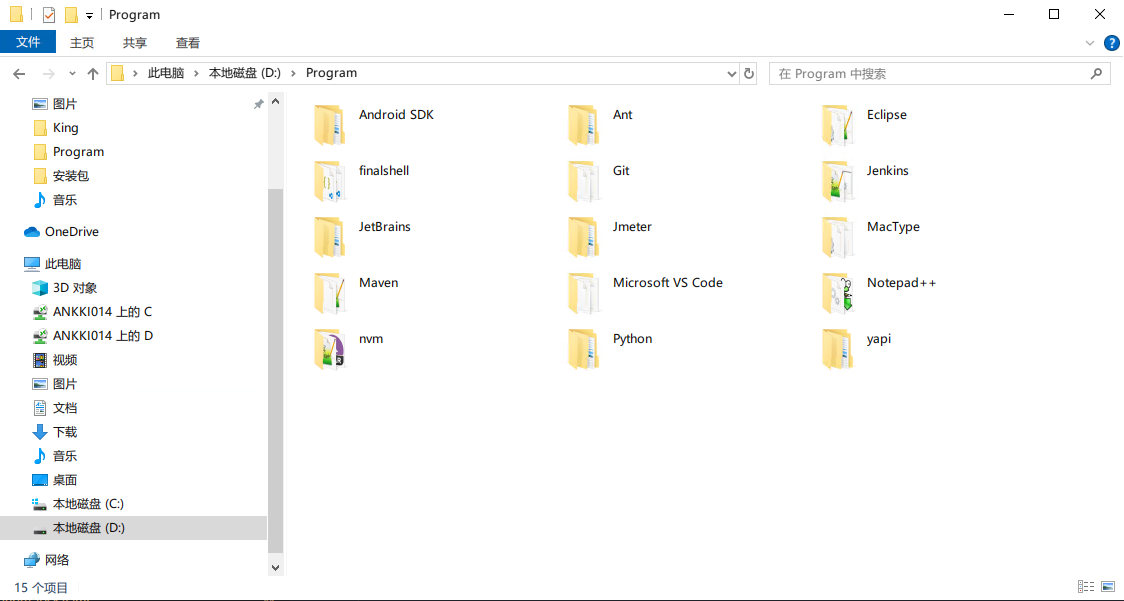 Program
文件 主页 共享 查看
此电脑 本地磁盘 (D:) Program 在 Program 中搜索
图片
King
Program
安装包
音乐
OneDrive
此电脑
3D 对象
ANKKI014 上的 C
ANKKI014 上的 D
视频
图片
文档
下载
音乐
桌面
本地磁盘 (C:)
本地磁盘 (D:)
网络
Android SDK Ant Eclipse
finalshell Git Jenkins
JetBrains Jmeter MacType
Maven Microsoft VS Code Notepad++
nvm Python yapi
15 个项目